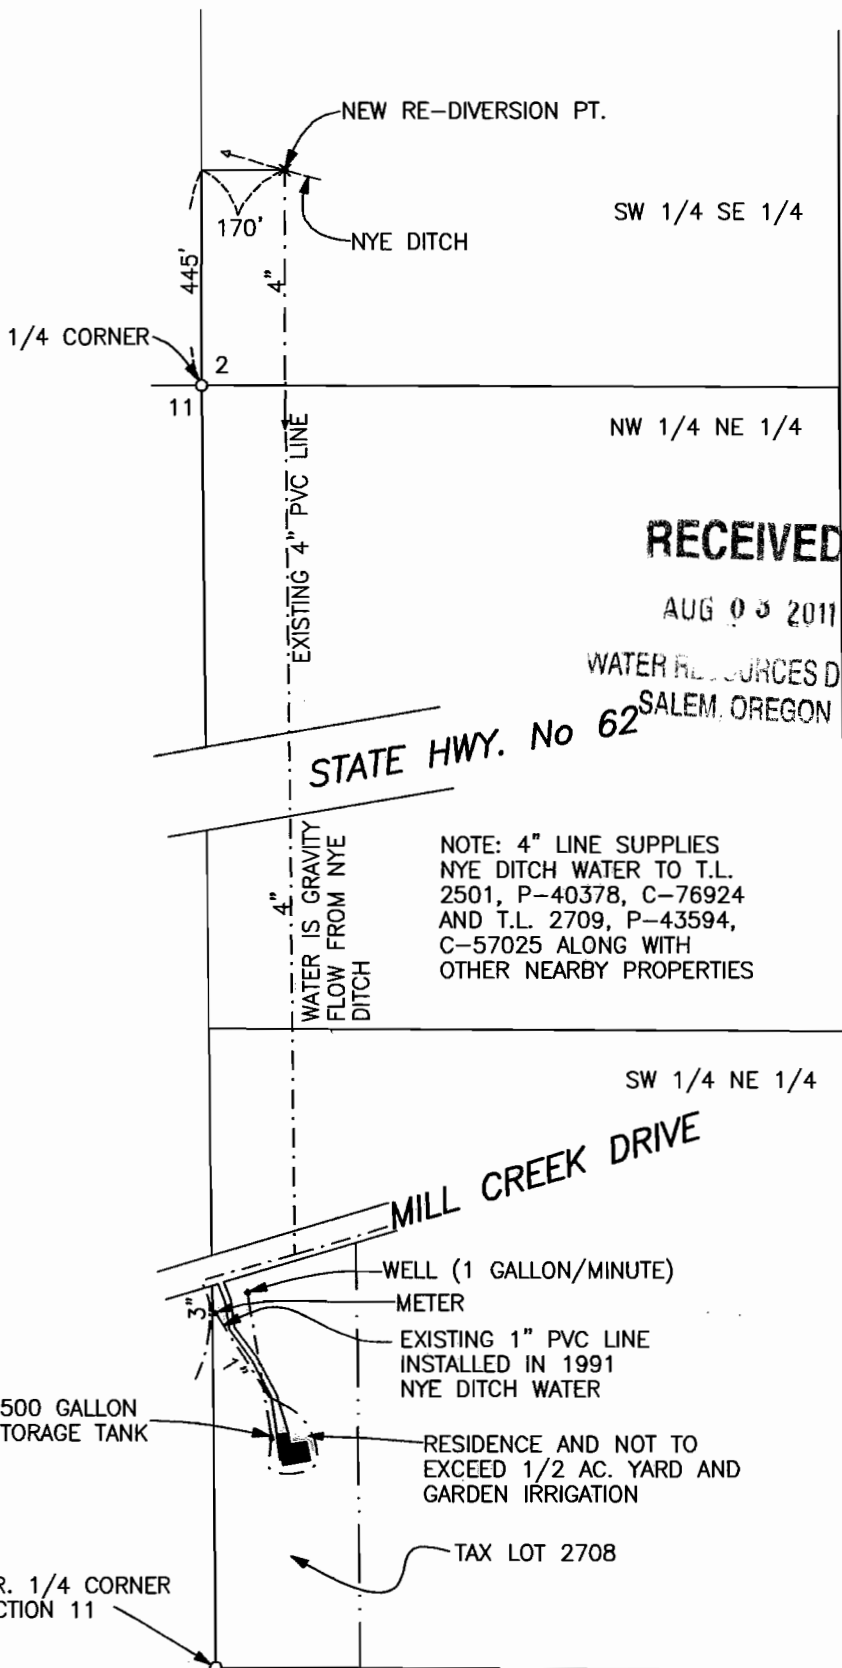 NEW RE-DIVERSION PT.
SW 1/4 SE 1/4
170'
NYE DITCH
445'
4"
1/4 CORNER
2
11
NW 1/4 NE 1/4
EXISTING 4" PVC LINE
RECEIVED
AUG 03 2011
WATER D
SALEM, OREGON
STATE HWY. No 62
NOTE: 4" LINE SUPPLIES
NYE DITCH WATER TO T.L.
2501, P-40378, C-76924
AND T.L. 2709, P-43594,
C-57025 ALONG WITH
OTHER NEARBY PROPERTIES
4"
WATER IS GRAVITY
FLOW FROM NYE
DITCH
SW 1/4 NE 1/4
MILL CREEK DRIVE
WELL (1 GALLON/MINUTE)
METER
3"
EXISTING 1" PVC LINE
INSTALLED IN 1991
NYE DITCH WATER
1"
500 GALLON
TORAGE TANK
RESIDENCE AND NOT TO
EXCEED 1/2 AC. YARD AND
GARDEN IRRIGATION
TAX LOT 2708
R. 1/4 CORNER
CTION 11